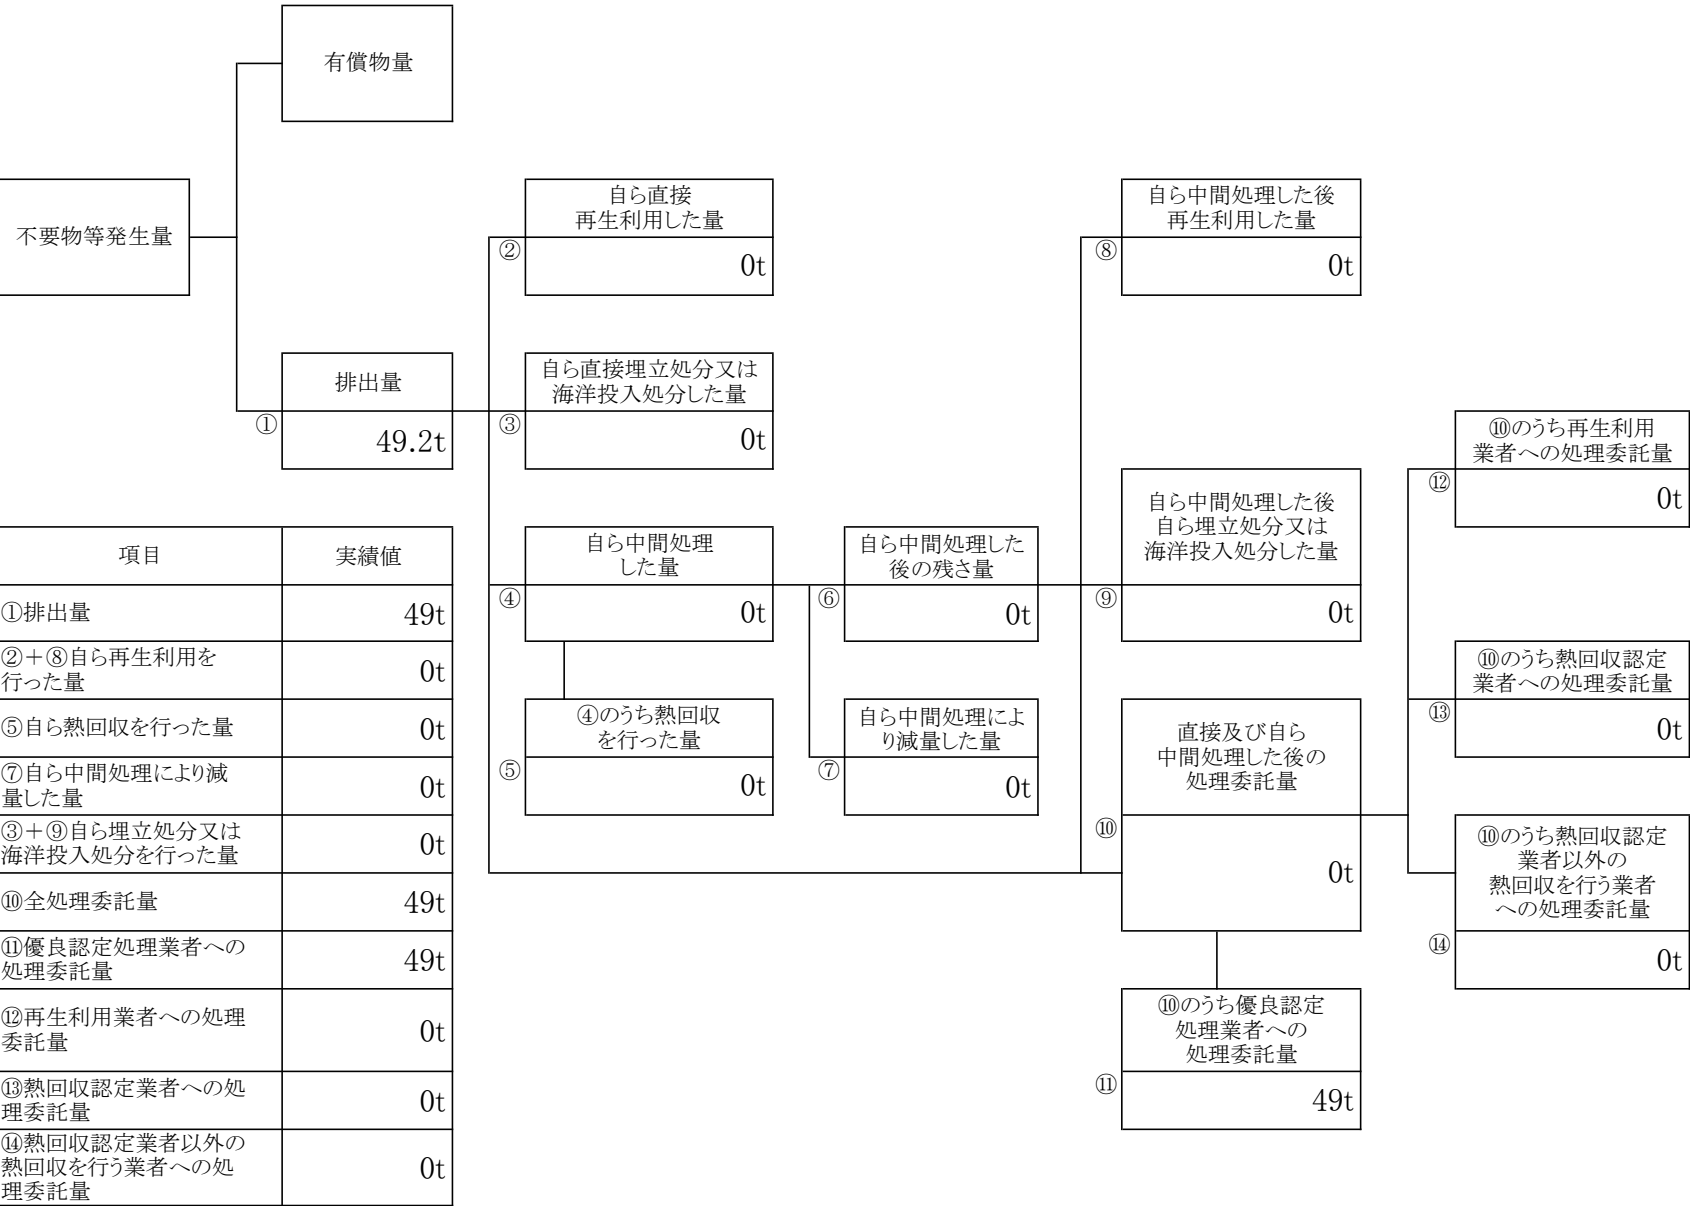 有償物量
不要物等発生量
自ら直接
再生利用した量
②
0t
自ら中間処理した後
再生利用した量
⑧
0t
排出量
①
49.2t
自ら直接埋立処分又は
海洋投入処分した量
③
0t
⑩のうち再生利用
業者への処理委託量
⑫
0t
自ら中間処理
した量
④
0t
自ら中間処理した
後の残さ量
⑥
0t
自ら中間処理した後
自ら埋立処分又は
海洋投入処分した量
⑨
0t
④のうち熱回収
を行った量
⑤
0t
自ら中間処理によ
り減量した量
⑦
0t
直接及び自ら
中間処理した後の
処理委託量
⑩
0t
⑩のうち熱回収認定
業者への処理委託量
⑬
0t
⑩のうち熱回収認定
業者以外の
熱回収を行う業者
への処理委託量
⑭
0t
⑩のうち優良認定
処理業者への
処理委託量
⑪
49t
項目 実績値
①排出量 49t
②＋⑧自ら再生利用を
行った量 0t
⑤自ら熱回収を行った量 0t
⑦自ら中間処理により減
量した量 0t
③＋⑨自ら埋立処分又は
海洋投入処分を行った量 0t
⑩全処理委託量 49t
⑪優良認定処理業者への
処理委託量 49t
⑫再生利用業者への処理
委託量 0t
⑬熱回収認定業者への処
理委託量 0t
⑭熱回収認定業者以外の
熱回収を行う業者への処
理委託量 0t